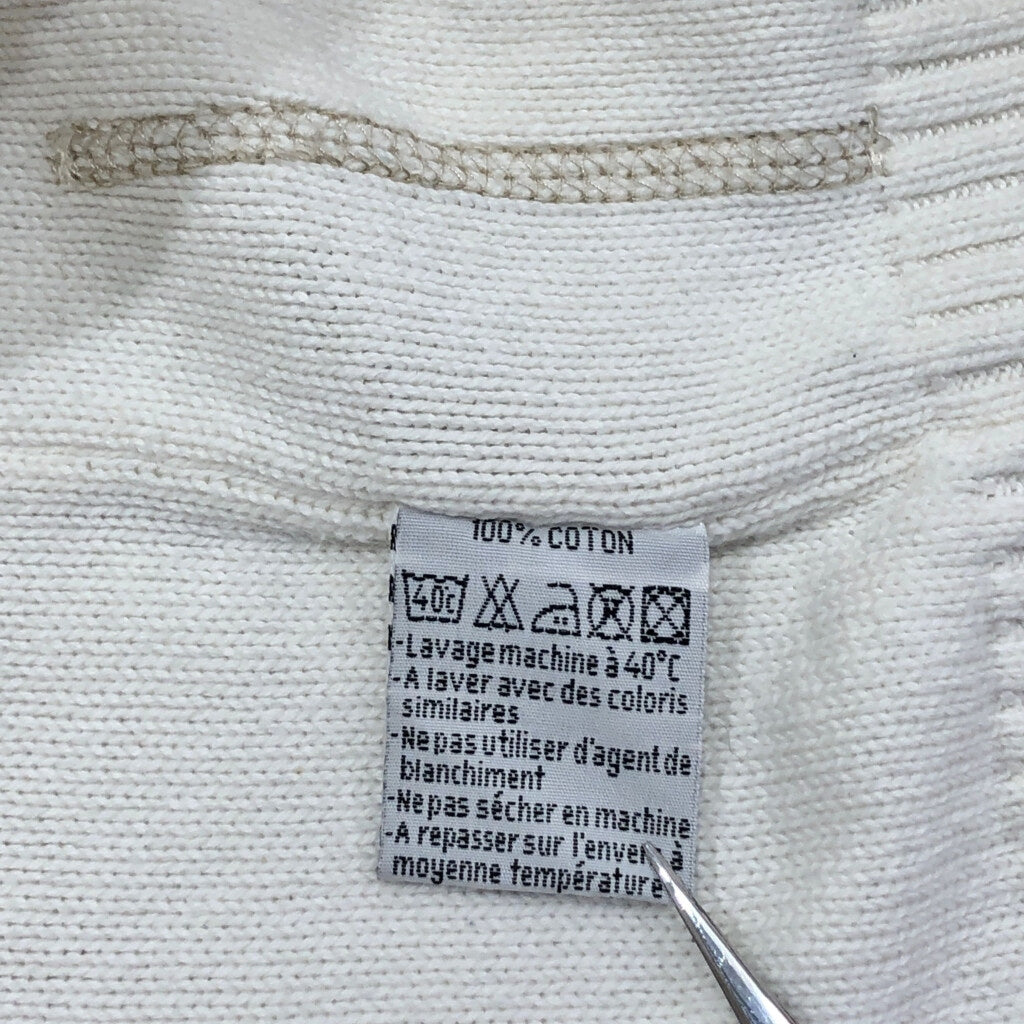 100% COTON
40c
-Lavage machine à 40°C
-A laver avec des coloris
similaires
-Ne pas utiliser d'agent de
blanchiment
-Ne pas sécher en machine
-A repasser sur l'envers à
moyenne température